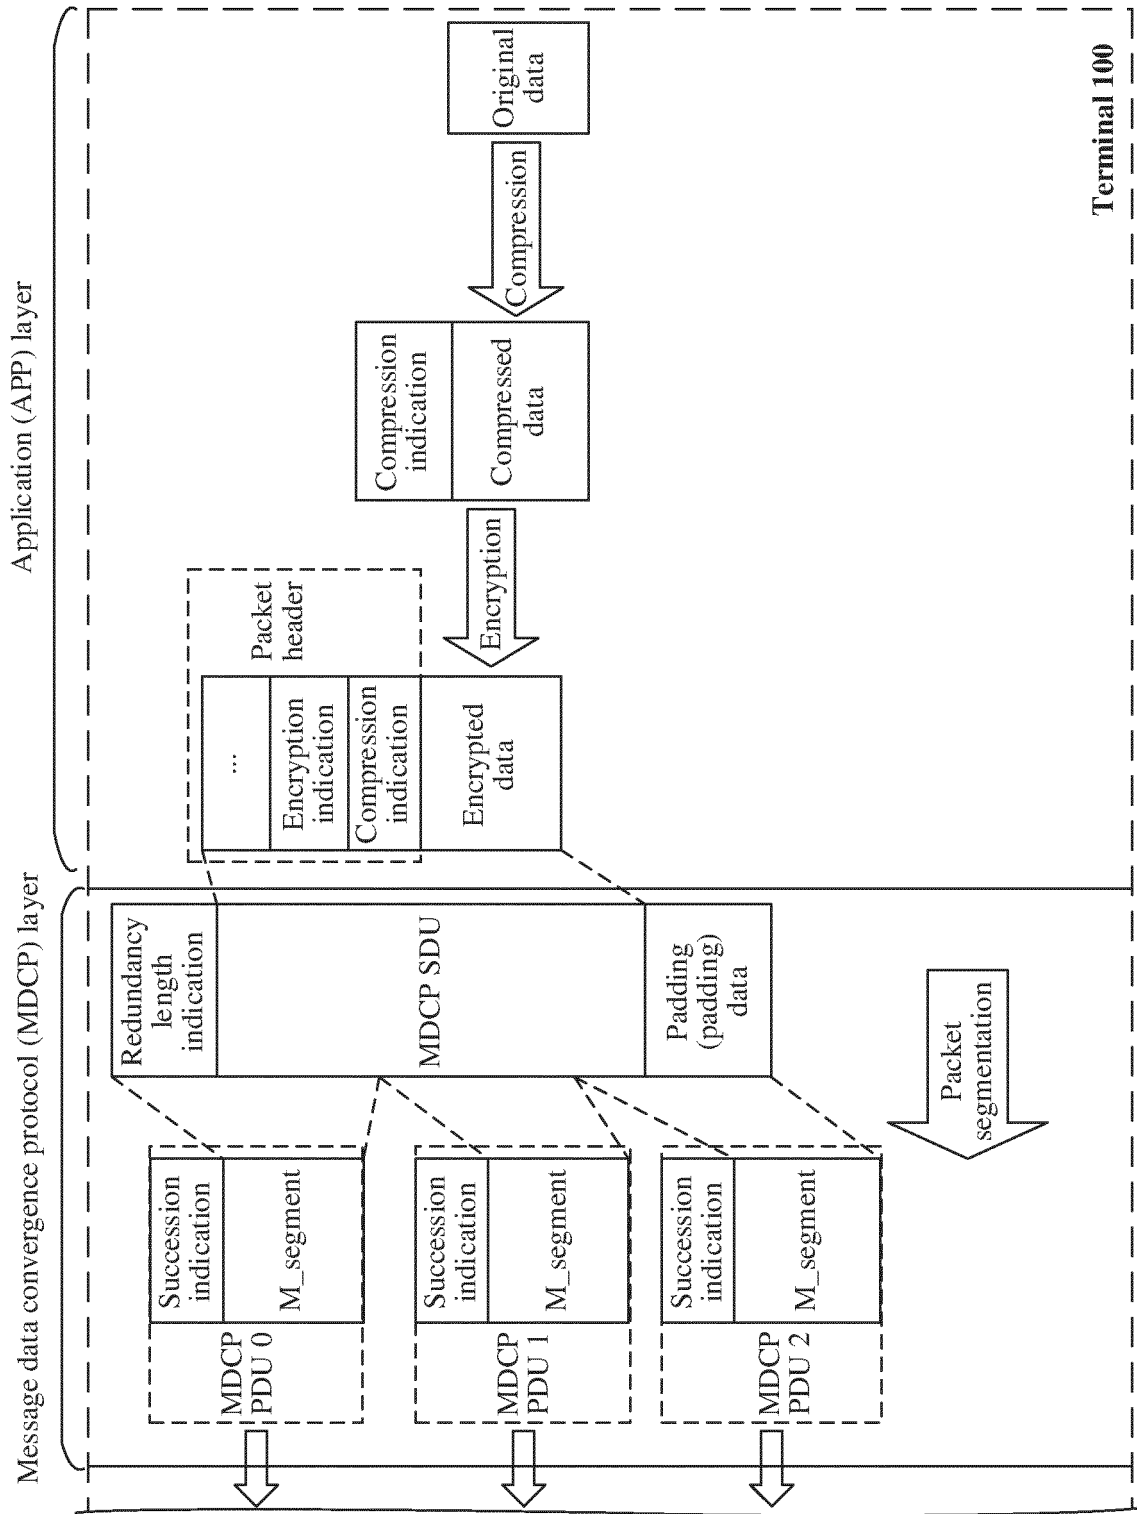 Application (APP) layer
Original
data
Compression
Compression
indication
Compressed
data
Encryption
Packet
header
...
Encryption
indication
Compression
indication
Encrypted
data
Terminal 100
Message data convergence protocol (MDCP) layer
Redundancy
length
indication
MDCP SDU
Padding
(padding)
data
Packet
segmentation
Succession
indication
M_segment
MDCP
PDU 0
Succession
indication
M_segment
MDCP
PDU 1
Succession
indication
M_segment
MDCP
PDU 2